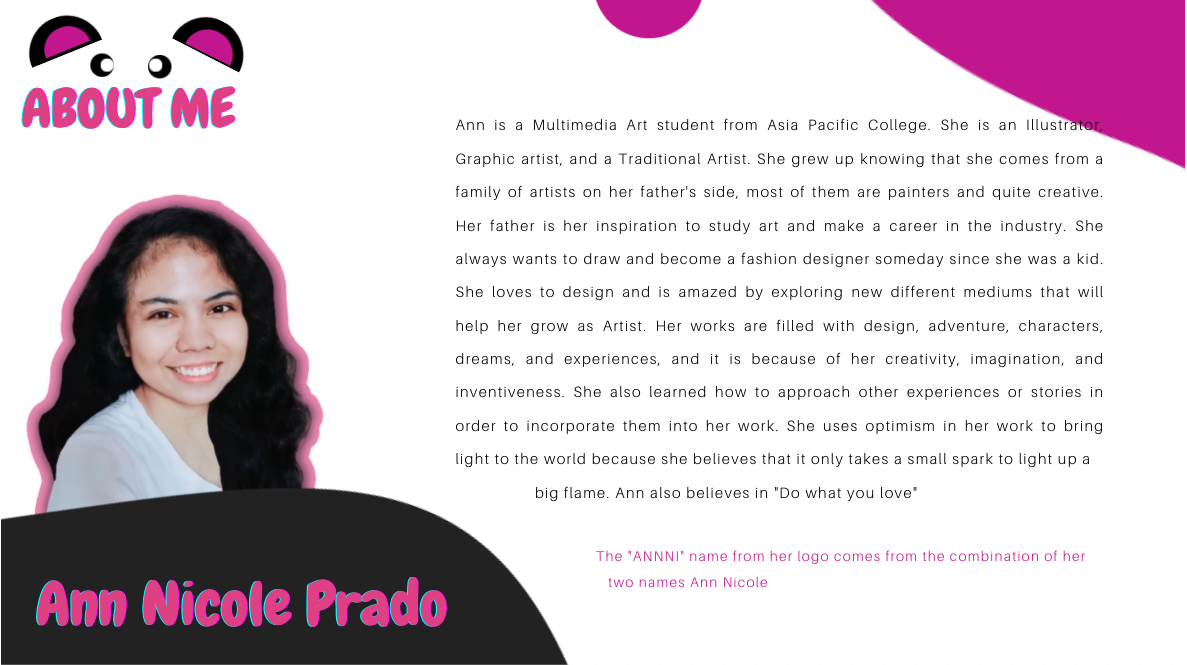 ABOUT ME
Ann is a Multimedia Art student from Asia Pacific College. She is an Illustrator,
Graphic artist, and a Traditional Artist. She grew up knowing that she comes from a
family of artists on her father's side, most of them are painters and quite creative.
Her father is her inspiration to study art and make a career in the industry. She
always wants to draw and become a fashion designer someday since she was a kid.
She loves to design and is amazed by exploring new different mediums that will
help her grow as Artist. Her works are filled with design, adventure, characters,
dreams, and experiences, and it is because of her creativity, imagination, and
inventiveness. She also learned how to approach other experiences or stories in
order to incorporate them into her work. She uses optimism in her work to bring
light to the world because she believes that it only takes a small spark to light up a
big flame. Ann also believes in "Do what you love"
The "ANNNI" name from her logo comes from the combination of her
two names Ann Nicole
Ann Nicole Prado